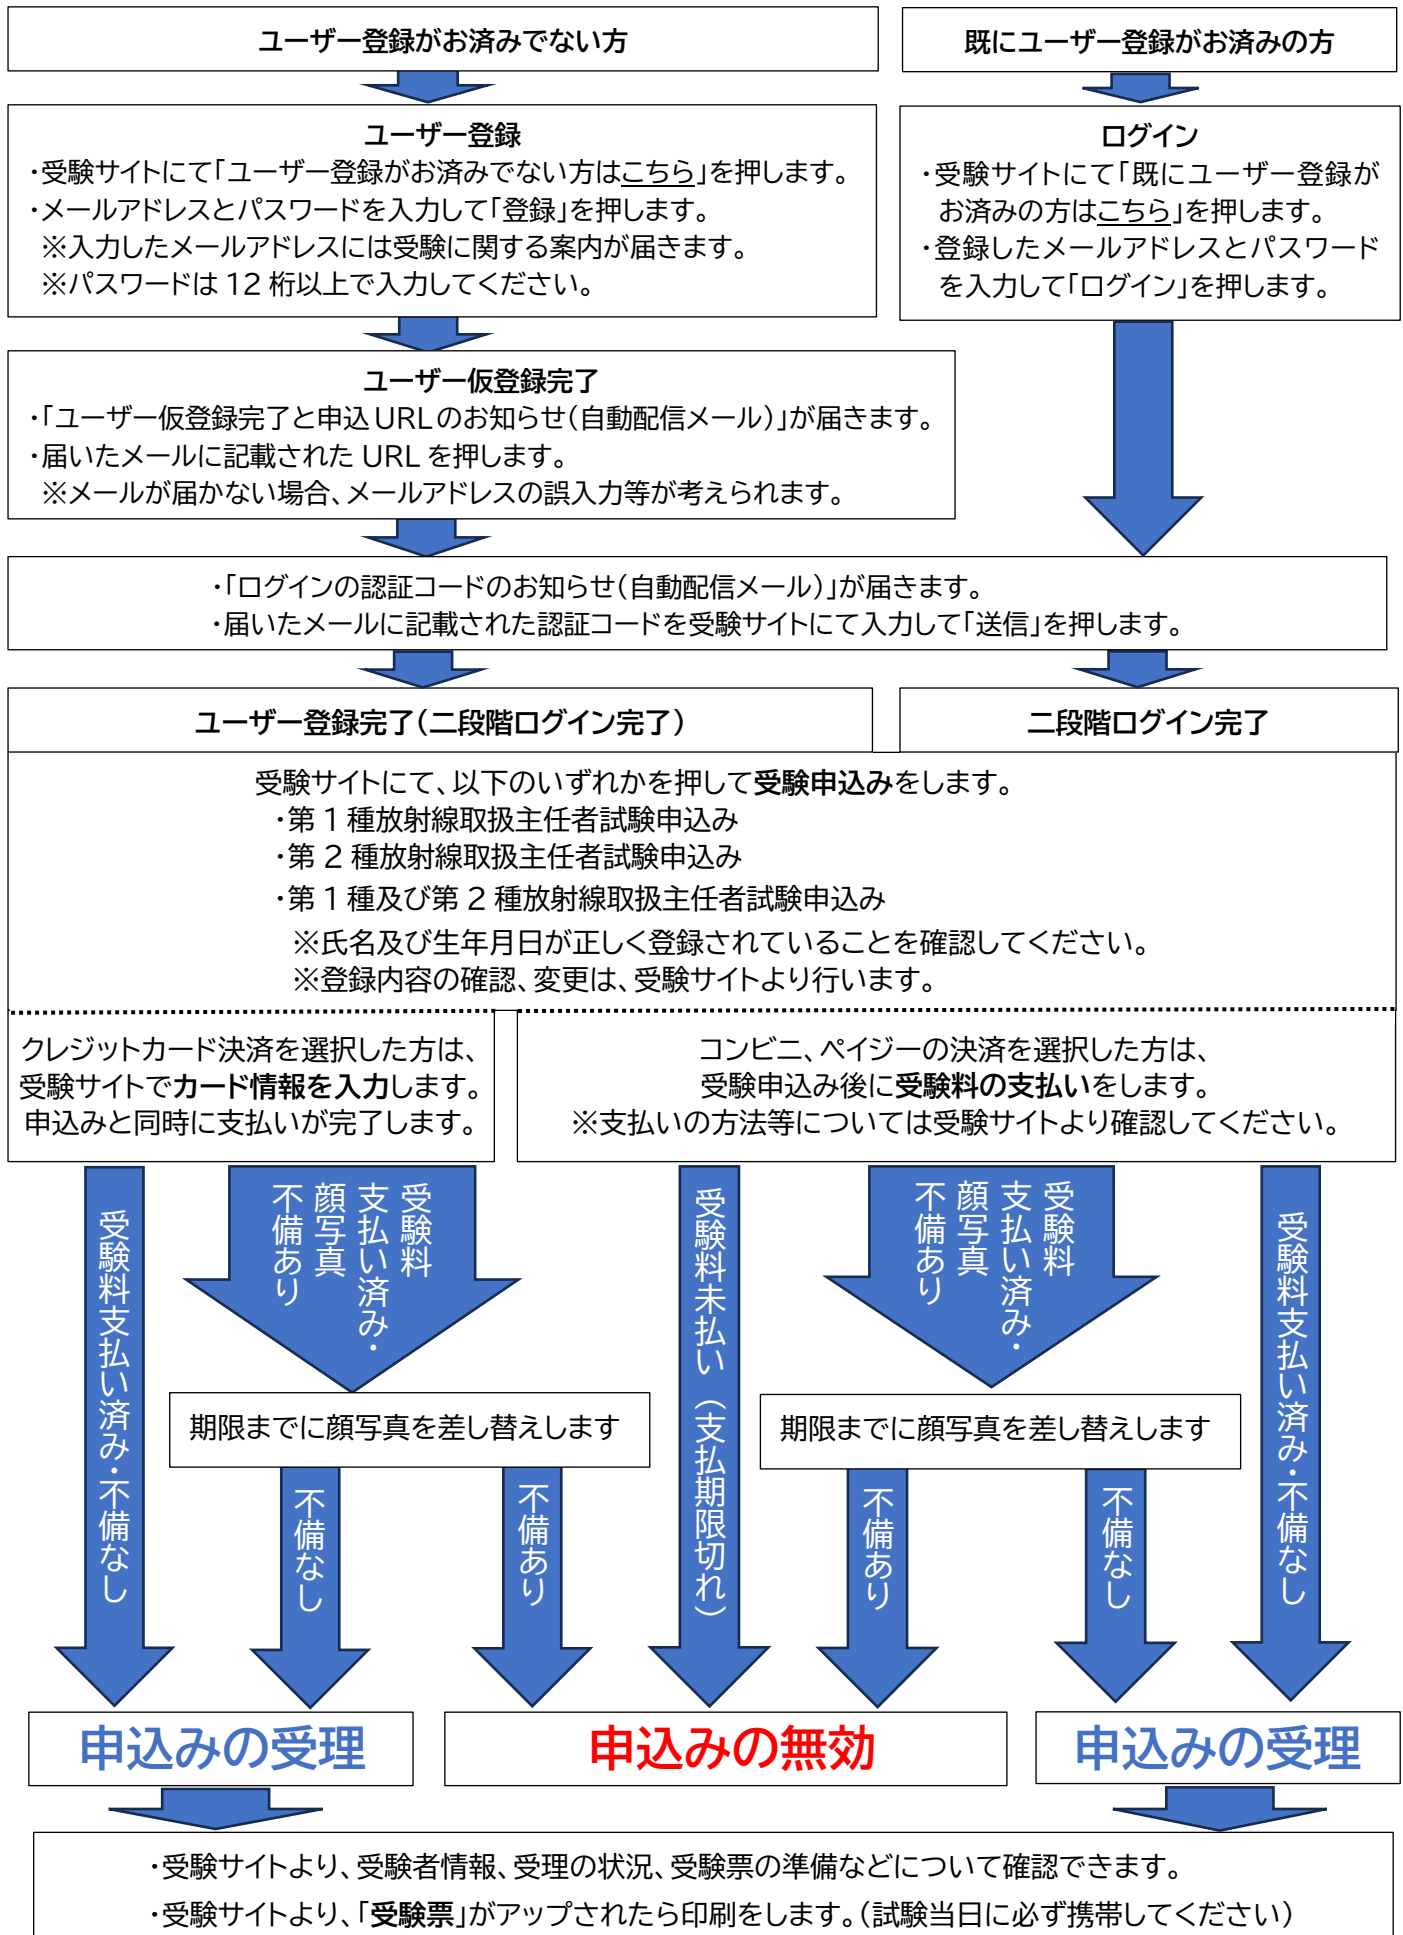 ユーザー登録がお済みでない方
既にユーザー登録がお済みの方
ユーザー登録
・受験サイトにて「ユーザー登録がお済みでない方はこちら」を押します。
・メールアドレスとパスワードを入力して「登録」を押します。
※入力したメールアドレスには受験に関する案内が届きます。
※パスワードは 12 桁以上で入力してください。
ログイン
・受験サイトにて「既にユーザー登録が
お済みの方はこちら」を押します。
・登録したメールアドレスとパスワード
を入力して「ログイン」を押します。
ユーザー仮登録完了
・「ユーザー仮登録完了と申込 URL のお知らせ（自動配信メール）」が届きます。
・届いたメールに記載された URL を押します。
※メールが届かない場合、メールアドレスの誤入力等が考えられます。
・「ログインの認証コードのお知らせ（自動配信メール）」が届きます。
・届いたメールに記載された認証コードを受験サイトにて入力して「送信」を押します。
ユーザー登録完了（二段階ログイン完了）
二段階ログイン完了
受験サイトにて、以下のいずれかを押して受験申込みをします。
・第 1 種放射線取扱主任者試験申込み
・第 2 種放射線取扱主任者試験申込み
・第 1 種及び第 2 種放射線取扱主任者試験申込み
※氏名及び生年月日が正しく登録されていることを確認してください。
※登録内容の確認、変更は、受験サイトより行います。
クレジットカード決済を選択した方は、
受験サイトでカード情報を入力します。
申込みと同時に支払いが完了します。
コンビニ、ペイジーの決済を選択した方は、
受験申込み後に受験料の支払いをします。
※支払いの方法等については受験サイトより確認してください。
受験料支払い済み・不備なし
受験料
支払い済み・
顔写真
不備あり
受験料未払い（支払期限切れ）
受験料
支払い済み・
顔写真
不備あり
受験料支払い済み・不備なし
期限までに顔写真を差し替えします
期限までに顔写真を差し替えします
不備なし
不備あり
不備あり
不備なし
申込みの受理
申込みの無効
申込みの受理
・受験サイトより、受験者情報、受理の状況、受験票の準備などについて確認できます。
・受験サイトより、「受験票」がアップされたら印刷をします。（試験当日に必ず携帯してください）